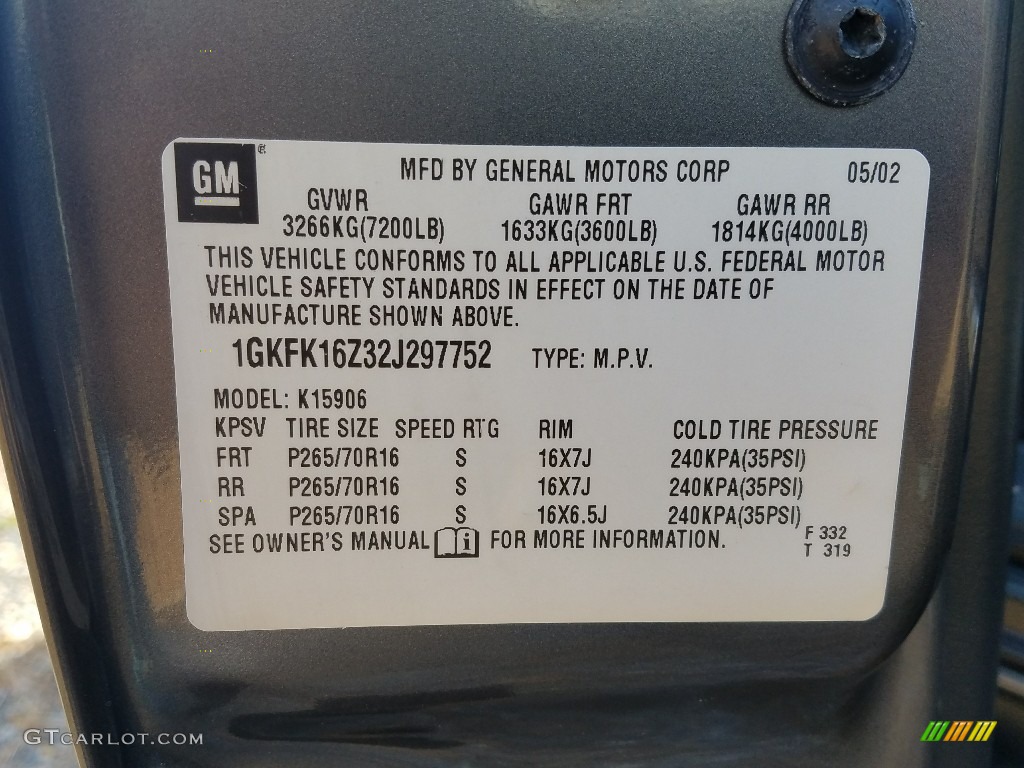 GM
MFD BY GENERAL MOTORS CORP 05/02
GVWR GAWR FRT GAWR RR
3266KG(7200LB) 1633KG(3600LB) 1814KG(4000LB)
THIS VEHICLE CONFORMS TO ALL APPLICABLE U.S. FEDERAL MOTOR
VEHICLE SAFETY STANDARDS IN EFFECT ON THE DATE OF
MANUFACTURE SHOWN ABOVE.
1GKFK16Z32J297752 TYPE: M.P.V.
MODEL: K15906
KPSV TIRE SIZE SPEED RTG RIM COLD TIRE PRESSURE
FRT P265/70R16 S 16X7J 240KPA(35PSI)
RR P265/70R16 S 16X7J 240KPA(35PSI)
SPA P265/70R16 S 16X6.5J 240KPA(35PSI)
SEE OWNER'S MANUAL i FOR MORE INFORMATION.
F 332
T 319
GTCARLOT.COM